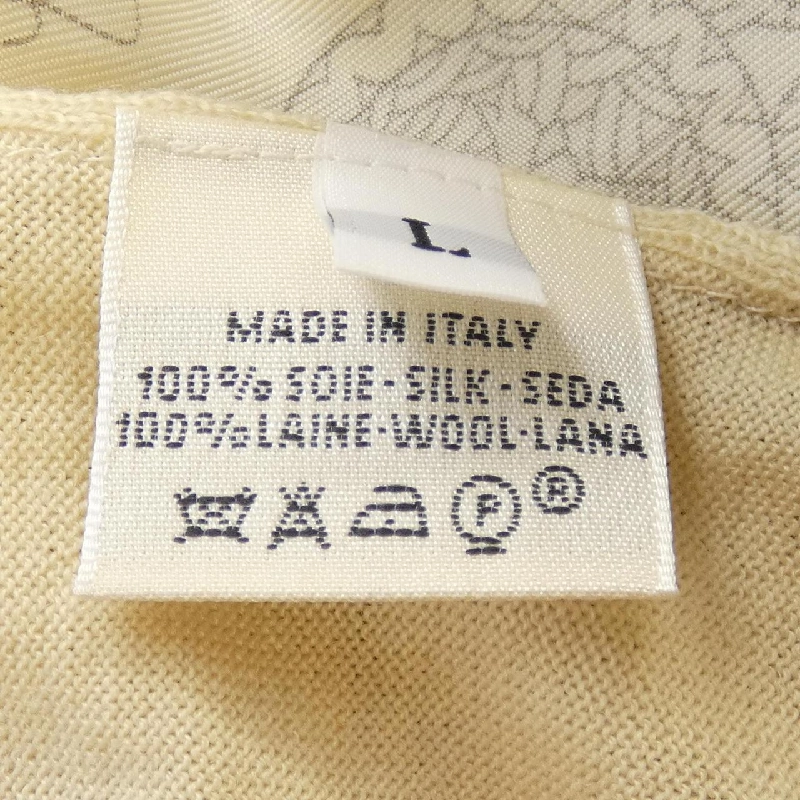 L
MADE IN ITALY
100% SOIE·SILK·SEDA
100% LAINE·WOOL·LANA
P ®